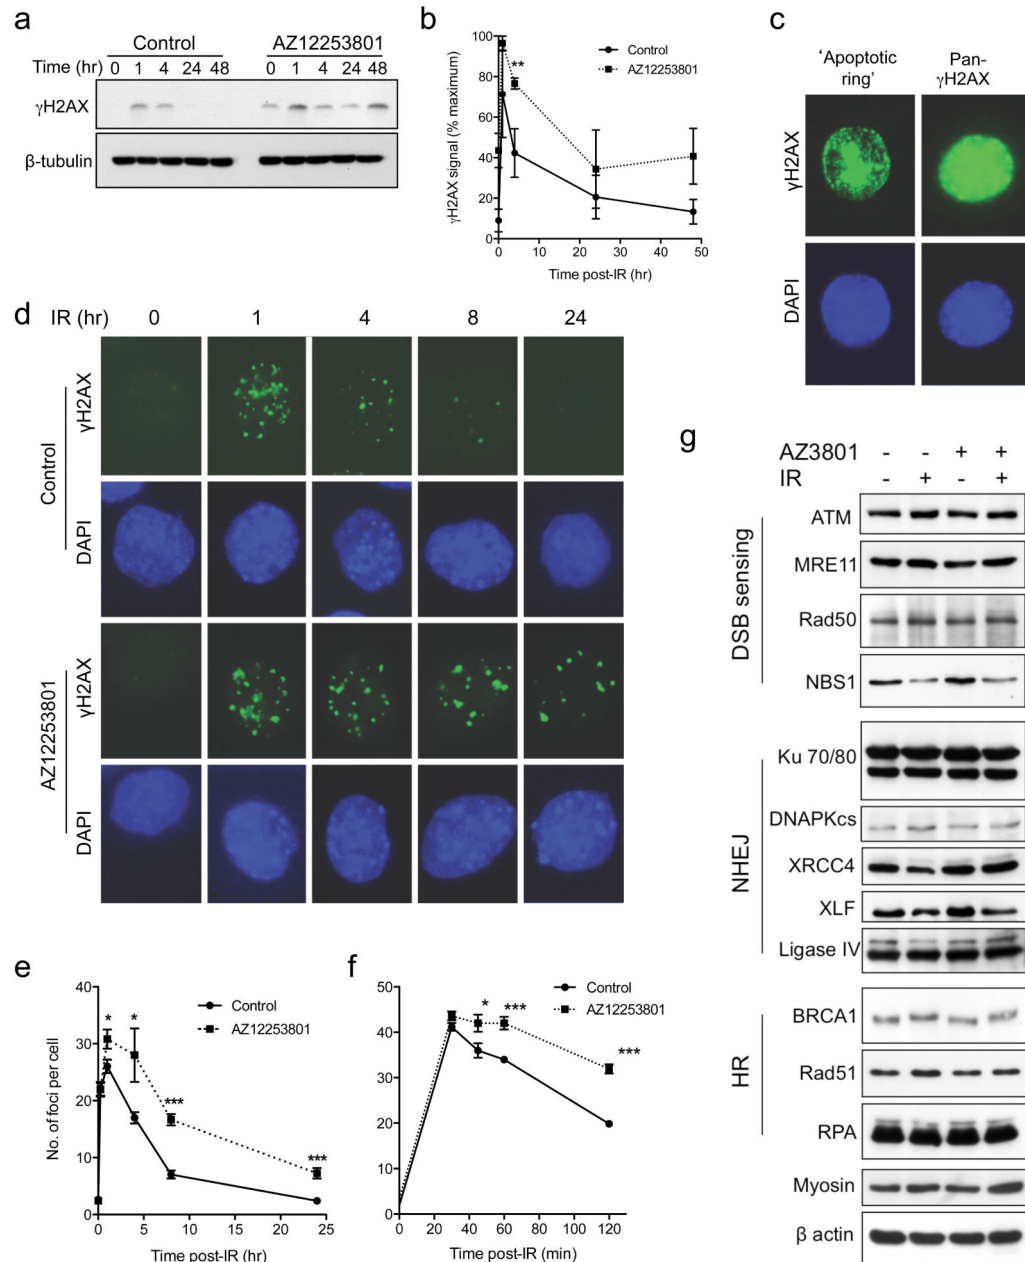 a
Control AZ12253801
Time (hr) 0 1 4 24 48 0 1 4 24 48
γH2AX
β-tubulin
b
γH2AX signal (% maximum)
100
80
60
40
20
0
0 10 20 30 40 50
Time post-IR (hr)
Control
AZ12253801
**
c
'Apoptotic
ring'
Pan-
γH2AX
γH2AX
DAPI
d
IR (hr) 0 1 4 8 24
Control
γH2AX
DAPI
AZ12253801
γH2AX
DAPI
e
No. of foci per cell
40
30
20
10
0
0 5 10 15 20 25
Time post-IR (hr)
Control
AZ12253801
* *
***
***
f
50
40
30
20
10
0
0 20 40 60 80 100 120
Time post-IR (min)
Control
AZ12253801
* ***
***
g
AZ3801 - - + +
IR - + - +
DSB sensing
ATM
MRE11
Rad50
NBS1
NHEJ
Ku 70/80
DNAPKcs
XRCC4
XLF
Ligase IV
HR
BRCA1
Rad51
RPA
Myosin
β actin